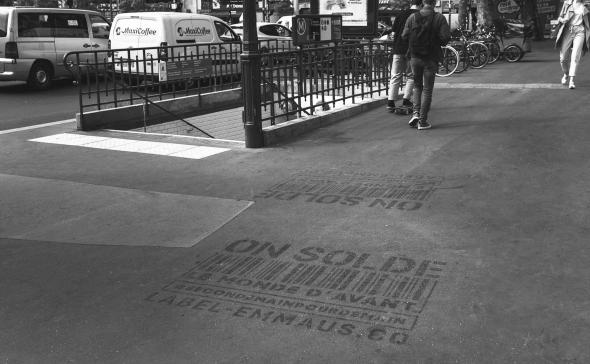 MaxiCoffee
MaxiCoffee
ON SOLDE
ON SOLDE
LE MONDE D'AVANT
#SECONDEMAINPOURDEMAIN
LABEL-EMMAUS.CO